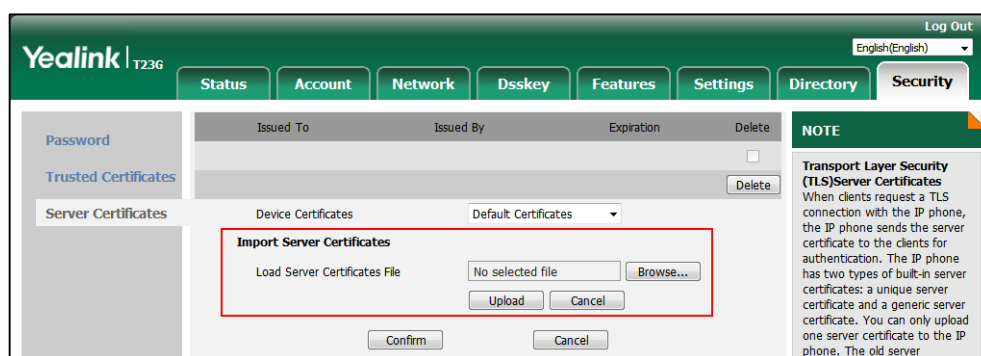 Log Out
Yealink T23G
English(English)
Status Account Network Dsskey Features Settings Directory Security
Password
Trusted Certificates
Server Certificates
Issued To Issued By Expiration Delete
Delete
Device Certificates Default Certificates
Import Server Certificates
Load Server Certificates File No selected file Browse...
Upload Cancel
Confirm Cancel
NOTE
Transport Layer Security
(TLS)Server Certificates
When clients request a TLS
connection with the IP phone,
the IP phone sends the server
certificate to the clients for
authentication. The IP phone
has two types of built-in server
certificates: a unique server
certificate and a generic server
certificate. You can only upload
one server certificate to the IP
phone. The old server